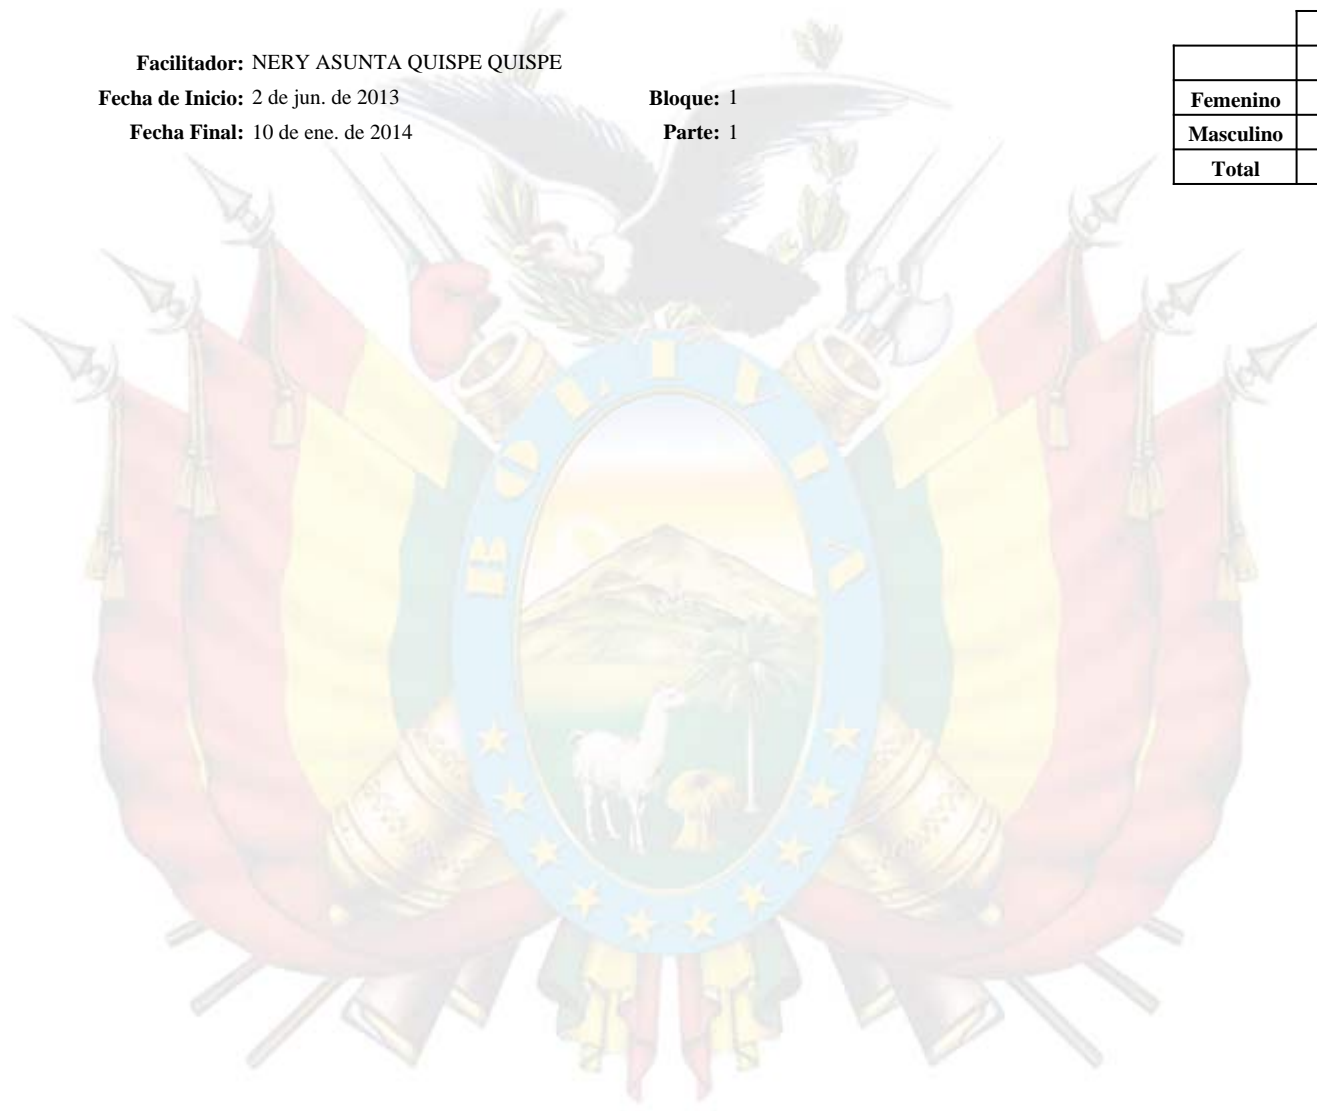 Facilitador: NERY ASUNTA QUISPE QUISPE
Fecha de Inicio: 2 de jun. de 2013 Bloque: 1
Fecha Final: 10 de ene. de 2014 Parte: 1
Femenino
Masculino
Total
BOLIVIA